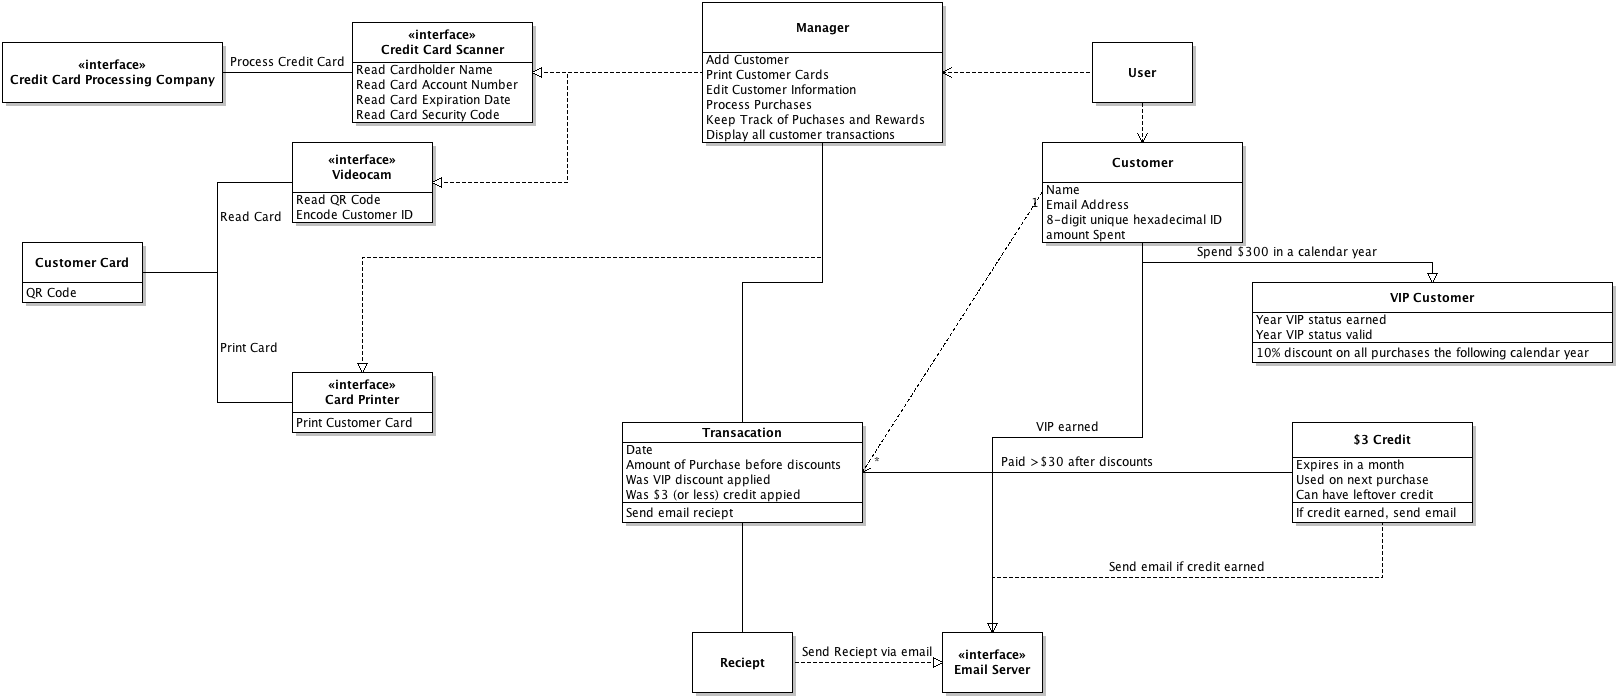 «interface»
Credit Card Processing Company
Process Credit Card
«interface»
Credit Card Scanner
Read Cardholder Name
Read Card Account Number
Read Card Expiration Date
Read Card Security Code
Manager
Add Customer
Print Customer Cards
Edit Customer Information
Process Purchases
Keep Track of Puchases and Rewards
Display all customer transactions
User
«interface»
Videocam
Read QR Code
Encode Customer ID
Read Card
Customer Card
QR Code
Print Card
«interface»
Card Printer
Print Customer Card
Customer
Name
Email Address
8-digit unique hexadecimal ID
amount Spent
1
Spend $300 in a calendar year
VIP Customer
Year VIP status earned
Year VIP status valid
10% discount on all purchases the following calendar year
VIP earned
Transacation
Date
Amount of Purchase before discounts
Was VIP discount applied
Was $3 (or less) credit appied
Send email reciept
*
Paid >$30 after discounts
$3 Credit
Expires in a month
Used on next purchase
Can have leftover credit
If credit earned, send email
Send email if credit earned
Reciept
Send Reciept via email
«interface»
Email Server